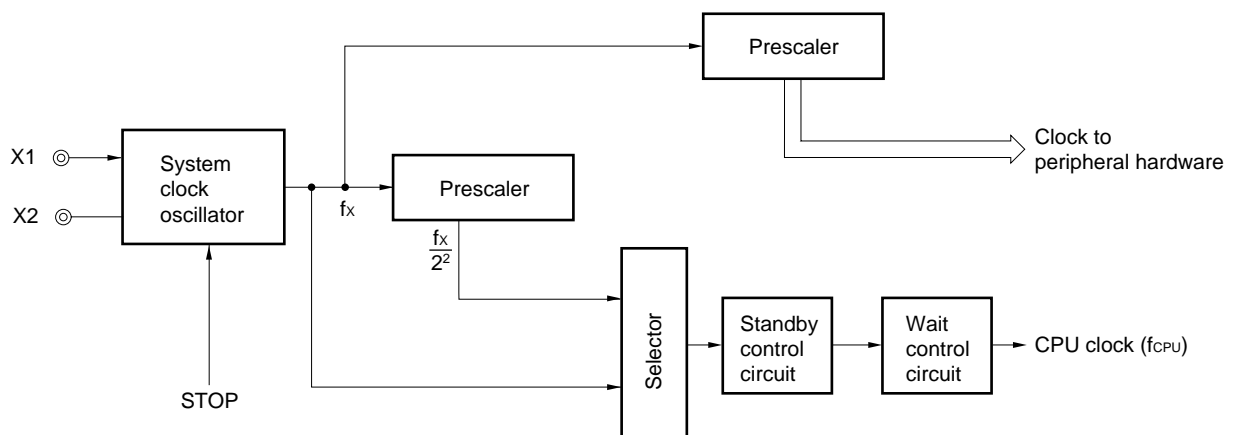 Prescaler
Clock to
peripheral hardware
X1
X2
System
clock
oscillator
fX
Prescaler
fX
2²
STOP
Selector
Standby
control
circuit
Wait
control
circuit
CPU clock (fCPU)